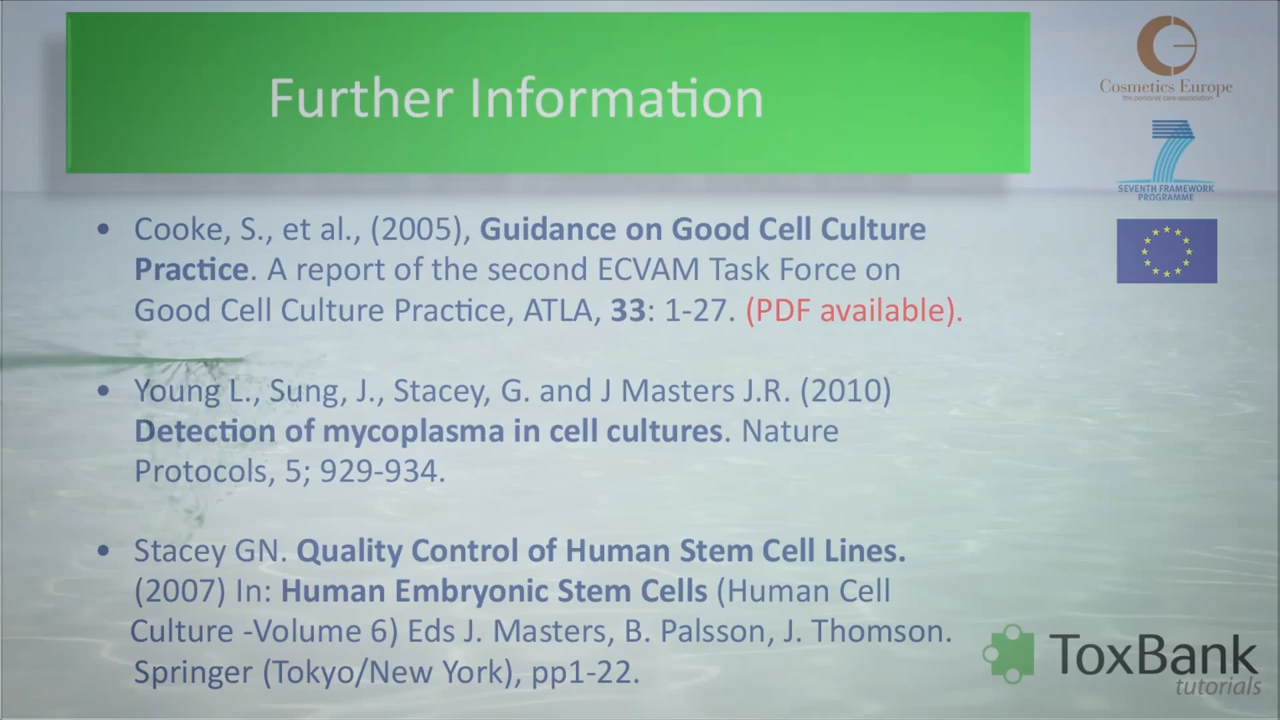 Further Information
Cosmetics Europe
the personal care association
7
SEVENTH FRAMEWORK
PROGRAMME
• Cooke, S., et al., (2005), Guidance on Good Cell Culture
Practice. A report of the second ECVAM Task Force on
Good Cell Culture Practice, ATLA, 33: 1-27. (PDF available).
• Young L., Sung, J., Stacey, G. and J Masters J.R. (2010)
Detection of mycoplasma in cell cultures. Nature
Protocols, 5; 929-934.
• Stacey GN. Quality Control of Human Stem Cell Lines.
(2007) In: Human Embryonic Stem Cells (Human Cell
Culture -Volume 6) Eds J. Masters, B. Palsson, J. Thomson.
Springer (Tokyo/New York), pp1-22.
ToxBank
tutorials